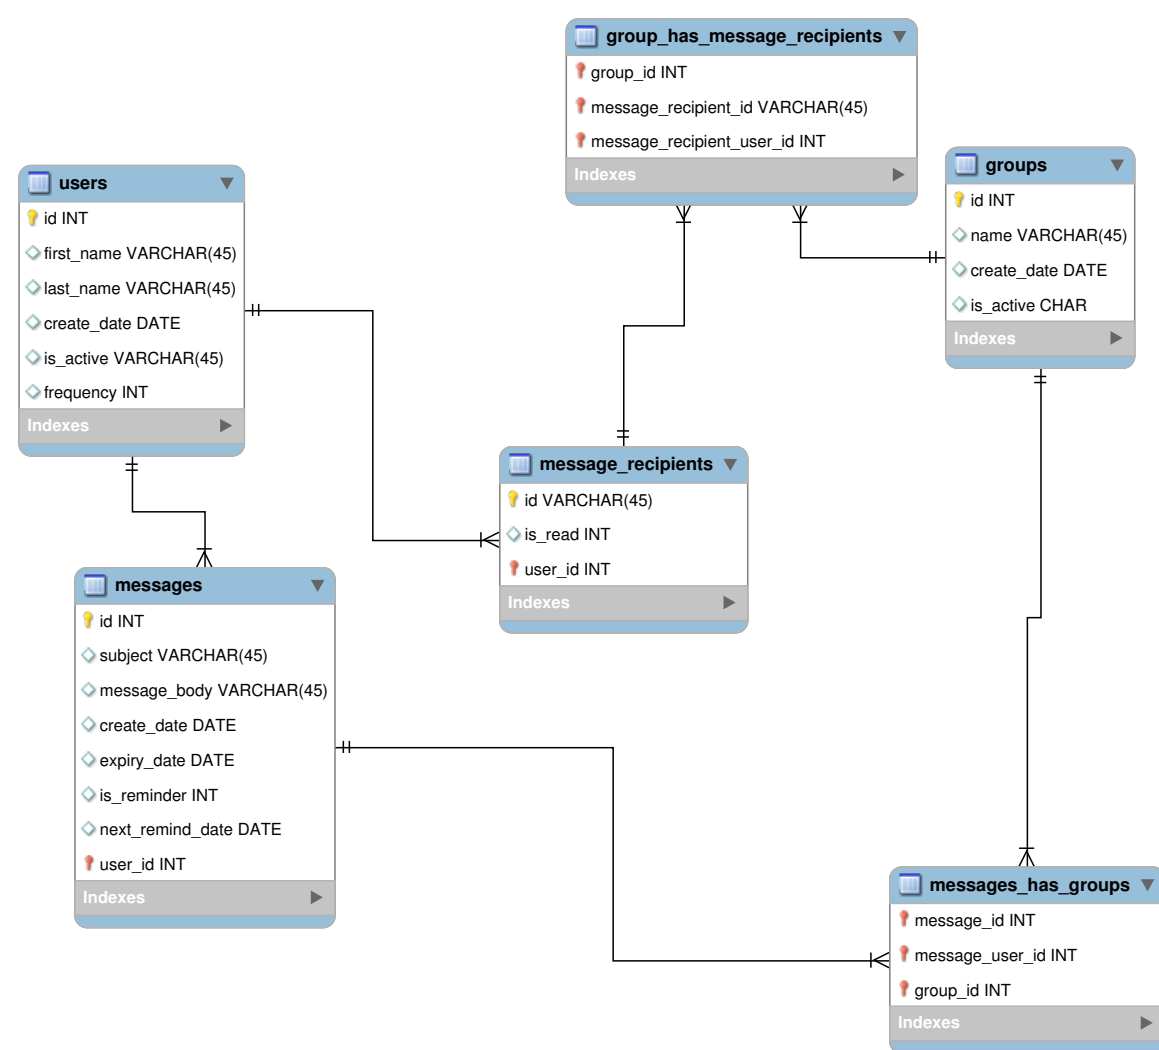 group_has_message_recipients
group_id INT
message_recipient_id VARCHAR(45)
message_recipient_user_id INT
Indexes
users
id INT
first_name VARCHAR(45)
last_name VARCHAR(45)
create_date DATE
is_active VARCHAR(45)
frequency INT
Indexes
groups
id INT
name VARCHAR(45)
create_date DATE
is_active CHAR
Indexes
message_recipients
id VARCHAR(45)
is_read INT
user_id INT
Indexes
messages
id INT
subject VARCHAR(45)
message_body VARCHAR(45)
create_date DATE
expiry_date DATE
is_reminder INT
next_remind_date DATE
user_id INT
Indexes
messages_has_groups
message_id INT
message_user_id INT
group_id INT
Indexes